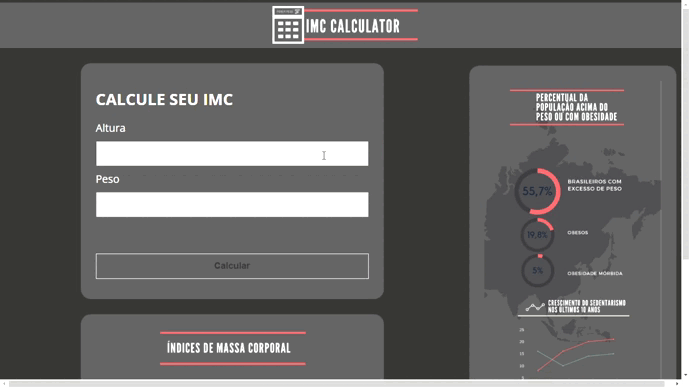 IMC CALCULATOR
CALCULE SEU IMC
Altura
Peso
Calcular
ÍNDICES DE MASSA CORPORAL
PERCENTUAL DA
POPULAÇÃO ACIMA DO
PESO OU COM OBESIDADE
55,7%
BRASILEIROS COM
EXCESSO DE PESO
19,8%
OBESOS
5%
OBESIDADE MÓRBIDA
CRESCIMENTO DO SEDENTARISMO
NOS ÚLTIMOS 10 ANOS
25
20
15
10
5